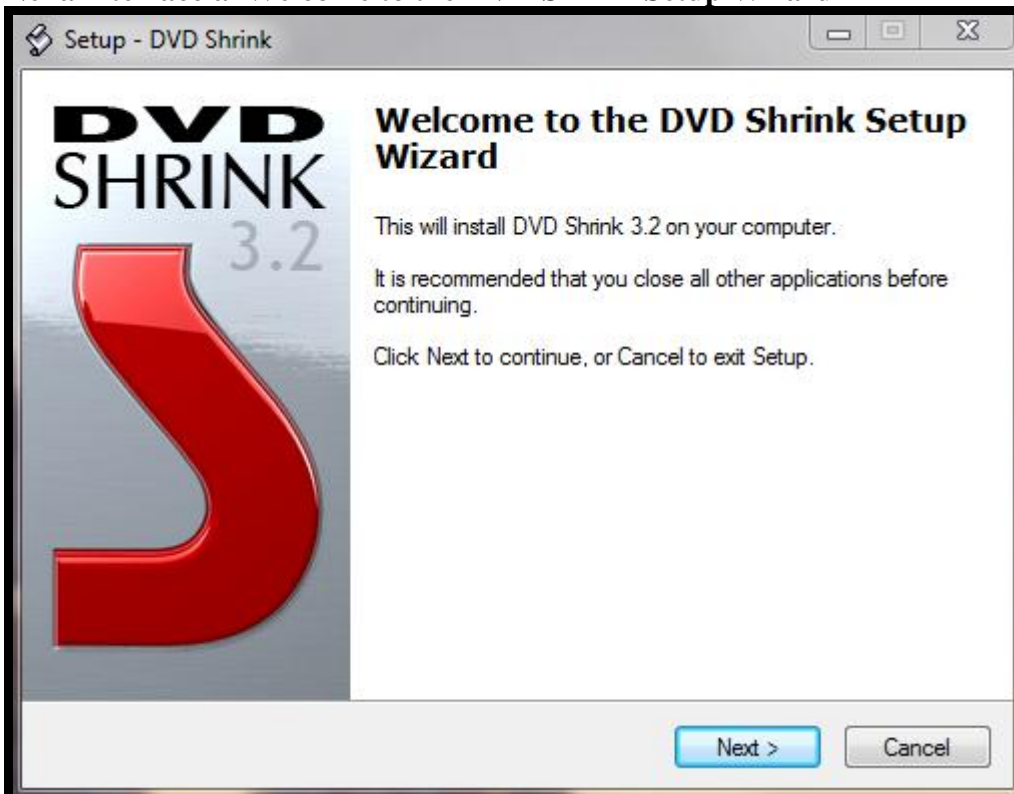 Setup - DVD Shrink
DVD
SHRINK
3.2
Welcome to the DVD Shrink Setup
Wizard
This will install DVD Shrink 3.2 on your computer.
It is recommended that you close all other applications before
continuing.
Click Next to continue, or Cancel to exit Setup.
Next >
Cancel